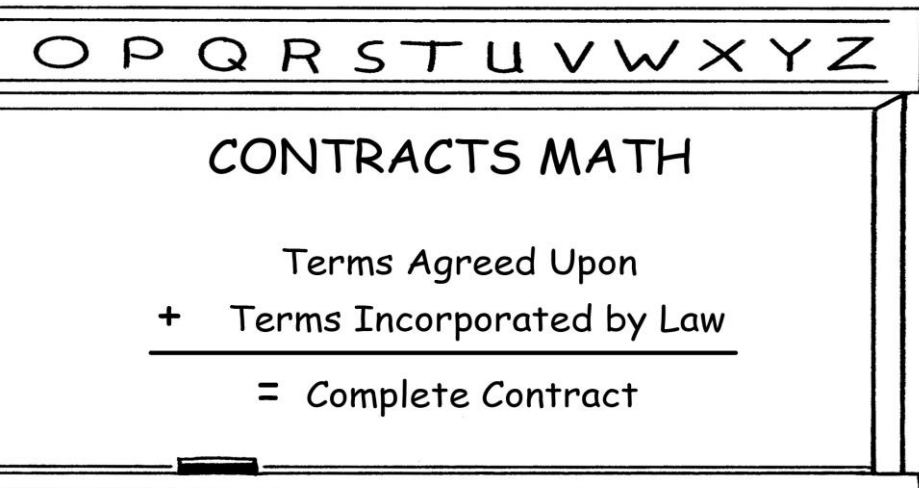 O P Q R S T U V W X Y Z
CONTRACTS MATH
Terms Agreed Upon
+ Terms Incorporated by Law
= Complete Contract